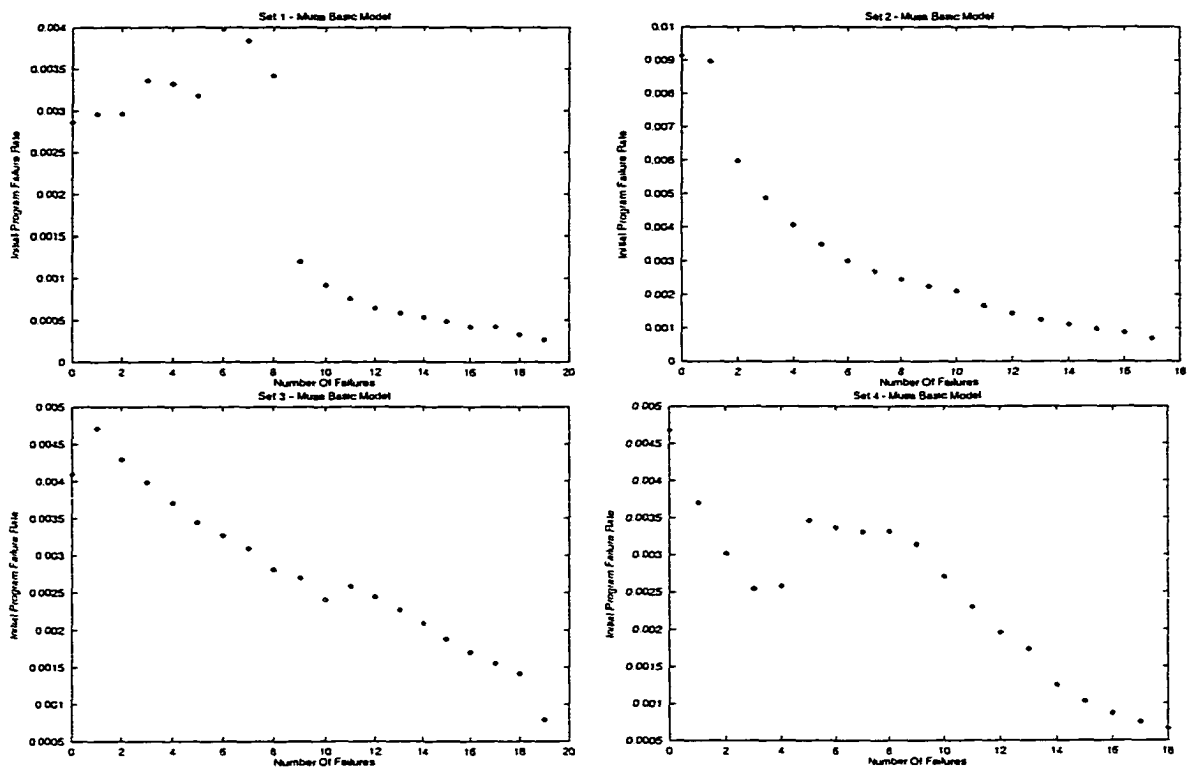 Set 1 - Musa Basic Model
0.004
0.0035
0.003
0.0025
0.002
0.0015
0.001
0.0005
0
Initial Program Failure Rate
0 2 4 6 8 10 12 14 16 18 20
Number Of Failures
Set 2 - Musa Basic Model
0.01
0.009
0.008
0.007
0.006
0.005
0.004
0.003
0.002
0.001
0
Initial Program Failure Rate
0 2 4 6 8 10 12 14 16 18
Number Of Failures
Set 3 - Musa Basic Model
0.005
0.0045
0.004
0.0035
0.003
0.0025
0.002
0.0015
0.001
0.0005
Initial Program Failure Rate
0 2 4 6 8 10 12 14 16 18 20
Number Of Failures
Set 4 - Musa Basic Model
0.005
0.0045
0.004
0.0035
0.003
0.0025
0.002
0.0015
0.001
0.0005
Initial Program Failure Rate
0 2 4 6 8 10 12 14 16 18
Number Of Failures